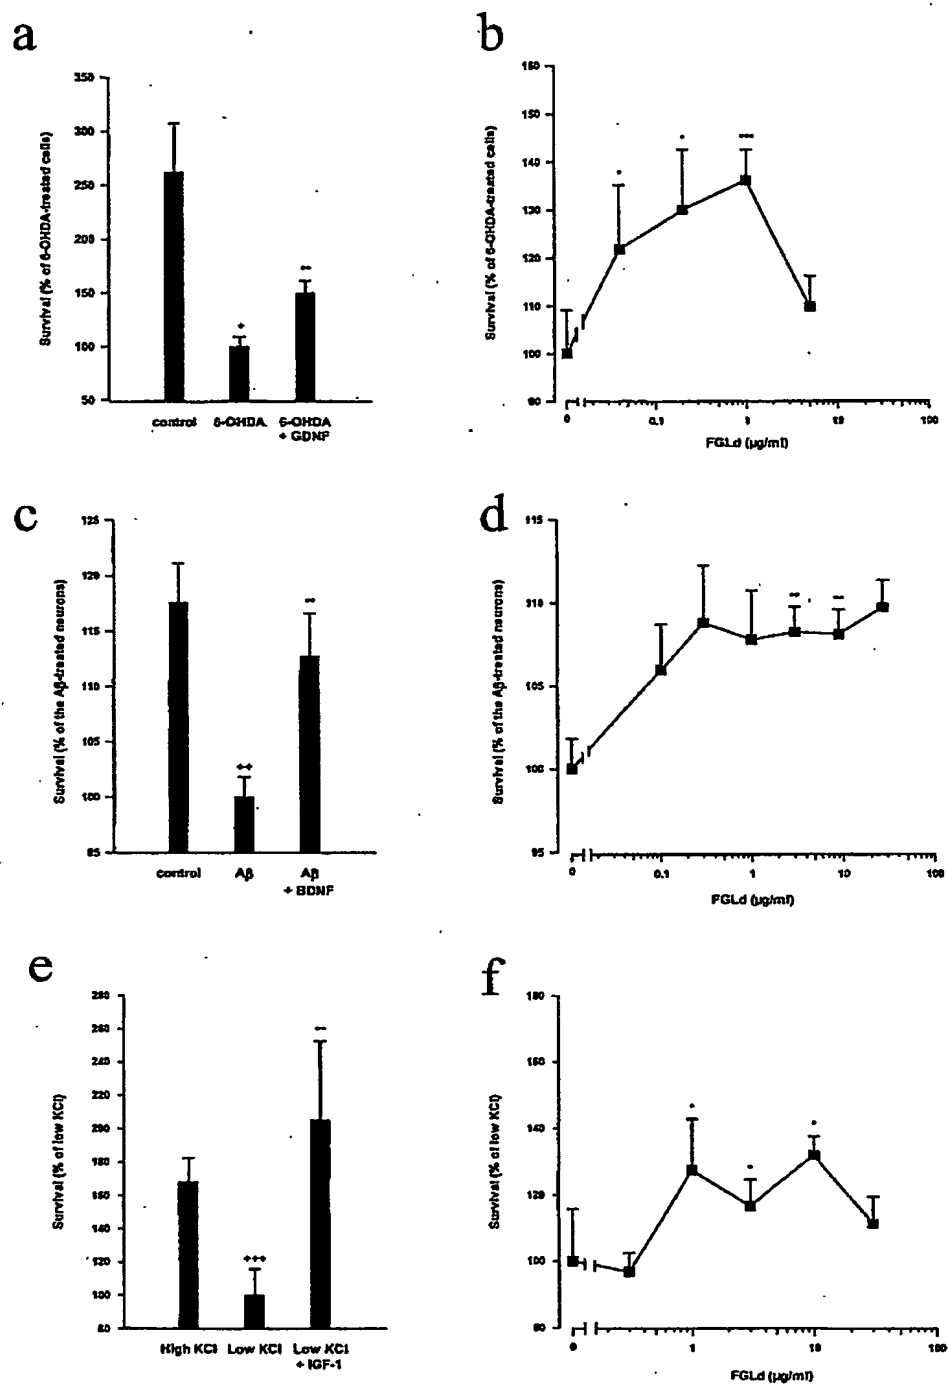 a
350
300
250
200
150
100
50
Survival (% of 6-OHDA-treated cells)
+
**
control 6-OHDA 6-OHDA
+ GDNF
b
160
150
140
130
120
110
100
90
Survival (% of 6-OHDA-treated cells)
*
*
***
0 0.1 1 10 100
FGLd (µg/ml)
c
125
120
115
110
105
100
95
Survival (% of the Aβ-treated neurons)
++
**
control Aβ Aβ
+ BDNF
d
115
110
105
100
95
Survival (% of the Aβ-treated neurons)
**
**
0 0.1 1 10 100
FGLd (µg/ml)
e
280
260
240
220
200
180
160
140
120
100
80
Survival (% of low KCl)
+++
**
High KCl Low KCl Low KCl
+ IGF-1
f
180
160
140
120
100
80
Survival (% of low KCl)
*
*
*
0 1 10 100
FGLd (µg/ml)